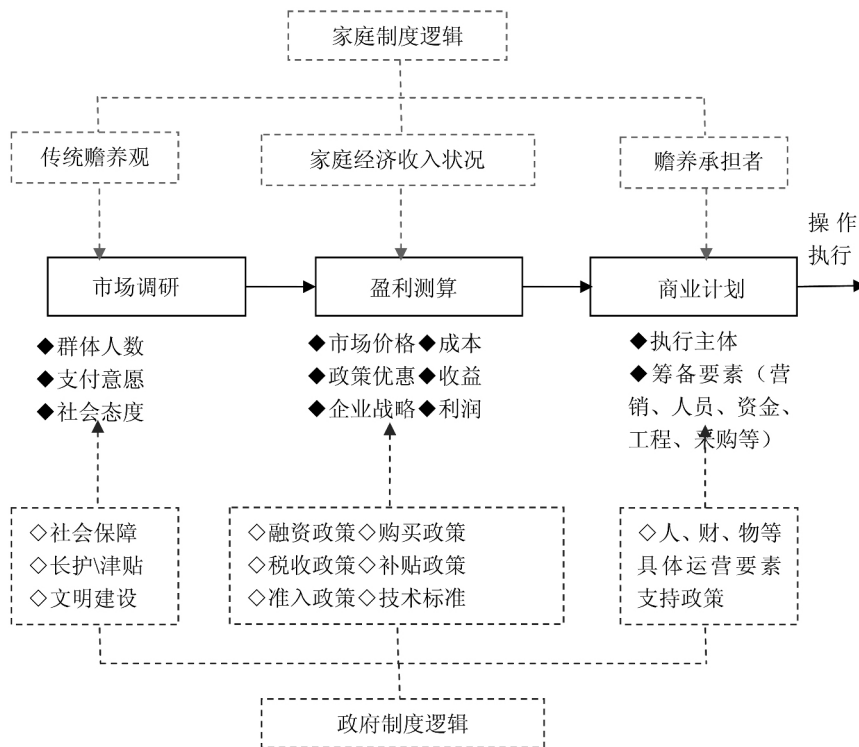 家庭制度逻辑
传统赡养观
家庭经济收入状况
赡养承担者
操作
执行
市场调研
盈利测算
商业计划
◆群体人数
◆支付意愿
◆社会态度
◆市场价格◆成本
◆政策优惠◆收益
◆企业战略◆利润
◆执行主体
◆筹备要素（营
销、人员、资金、
工程、采购等）
◇社会保障
◇长护\津贴
◇文明建设
◇融资政策◇购买政策
◇税收政策◇补贴政策
◇准入政策◇技术标准
◇人、财、物等
具体运营要素
支持政策
政府制度逻辑